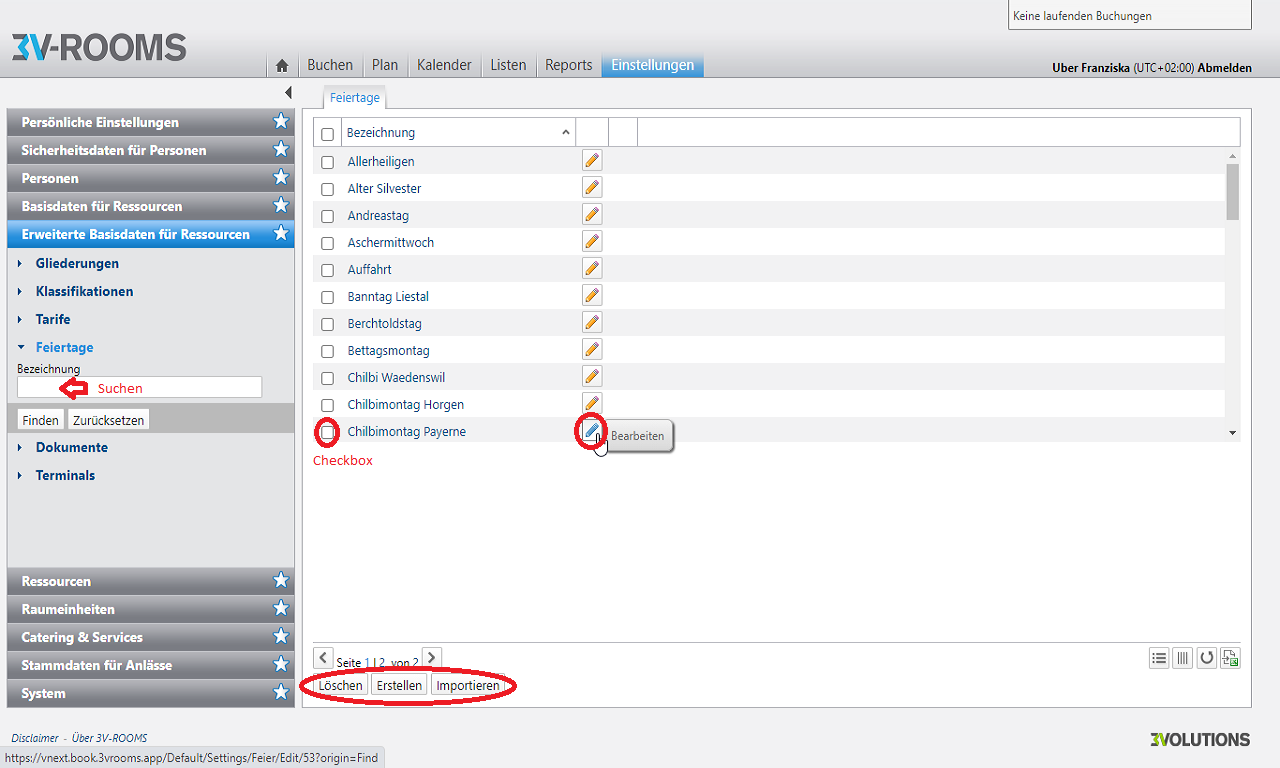 Keine laufenden Buchungen
3V-ROOMS
Buchen Plan Kalender Listen Reports Einstellungen
Uber Franziska (UTC+02:00) Abmelden
Persönliche Einstellungen
Sicherheitsdaten für Personen
Personen
Basisdaten für Ressourcen
Erweiterte Basisdaten für Ressourcen
Gliederungen
Klassifikationen
Tarife
Feiertage
Bezeichnung
Suchen
Finden Zurücksetzen
Dokumente
Terminals
Ressourcen
Raumeinheiten
Catering & Services
Stammdaten für Anlässe
System
Feiertage
Bezeichnung
Allerheiligen
Alter Silvester
Andreastag
Aschermittwoch
Auffahrt
Banntag Liestal
Berchtoldstag
Bettagsmontag
Chilbi Waedenswil
Chilbimontag Horgen
Chilbimontag Payerne
Bearbeiten
Checkbox
Seite 1 | 2 von 2
Löschen Erstellen Importieren
Disclaimer - Über 3V-ROOMS
3VOLUTIONS
https://vnext.book.3vrooms.app/Default/Settings/Feier/Edit/53?origin=Find